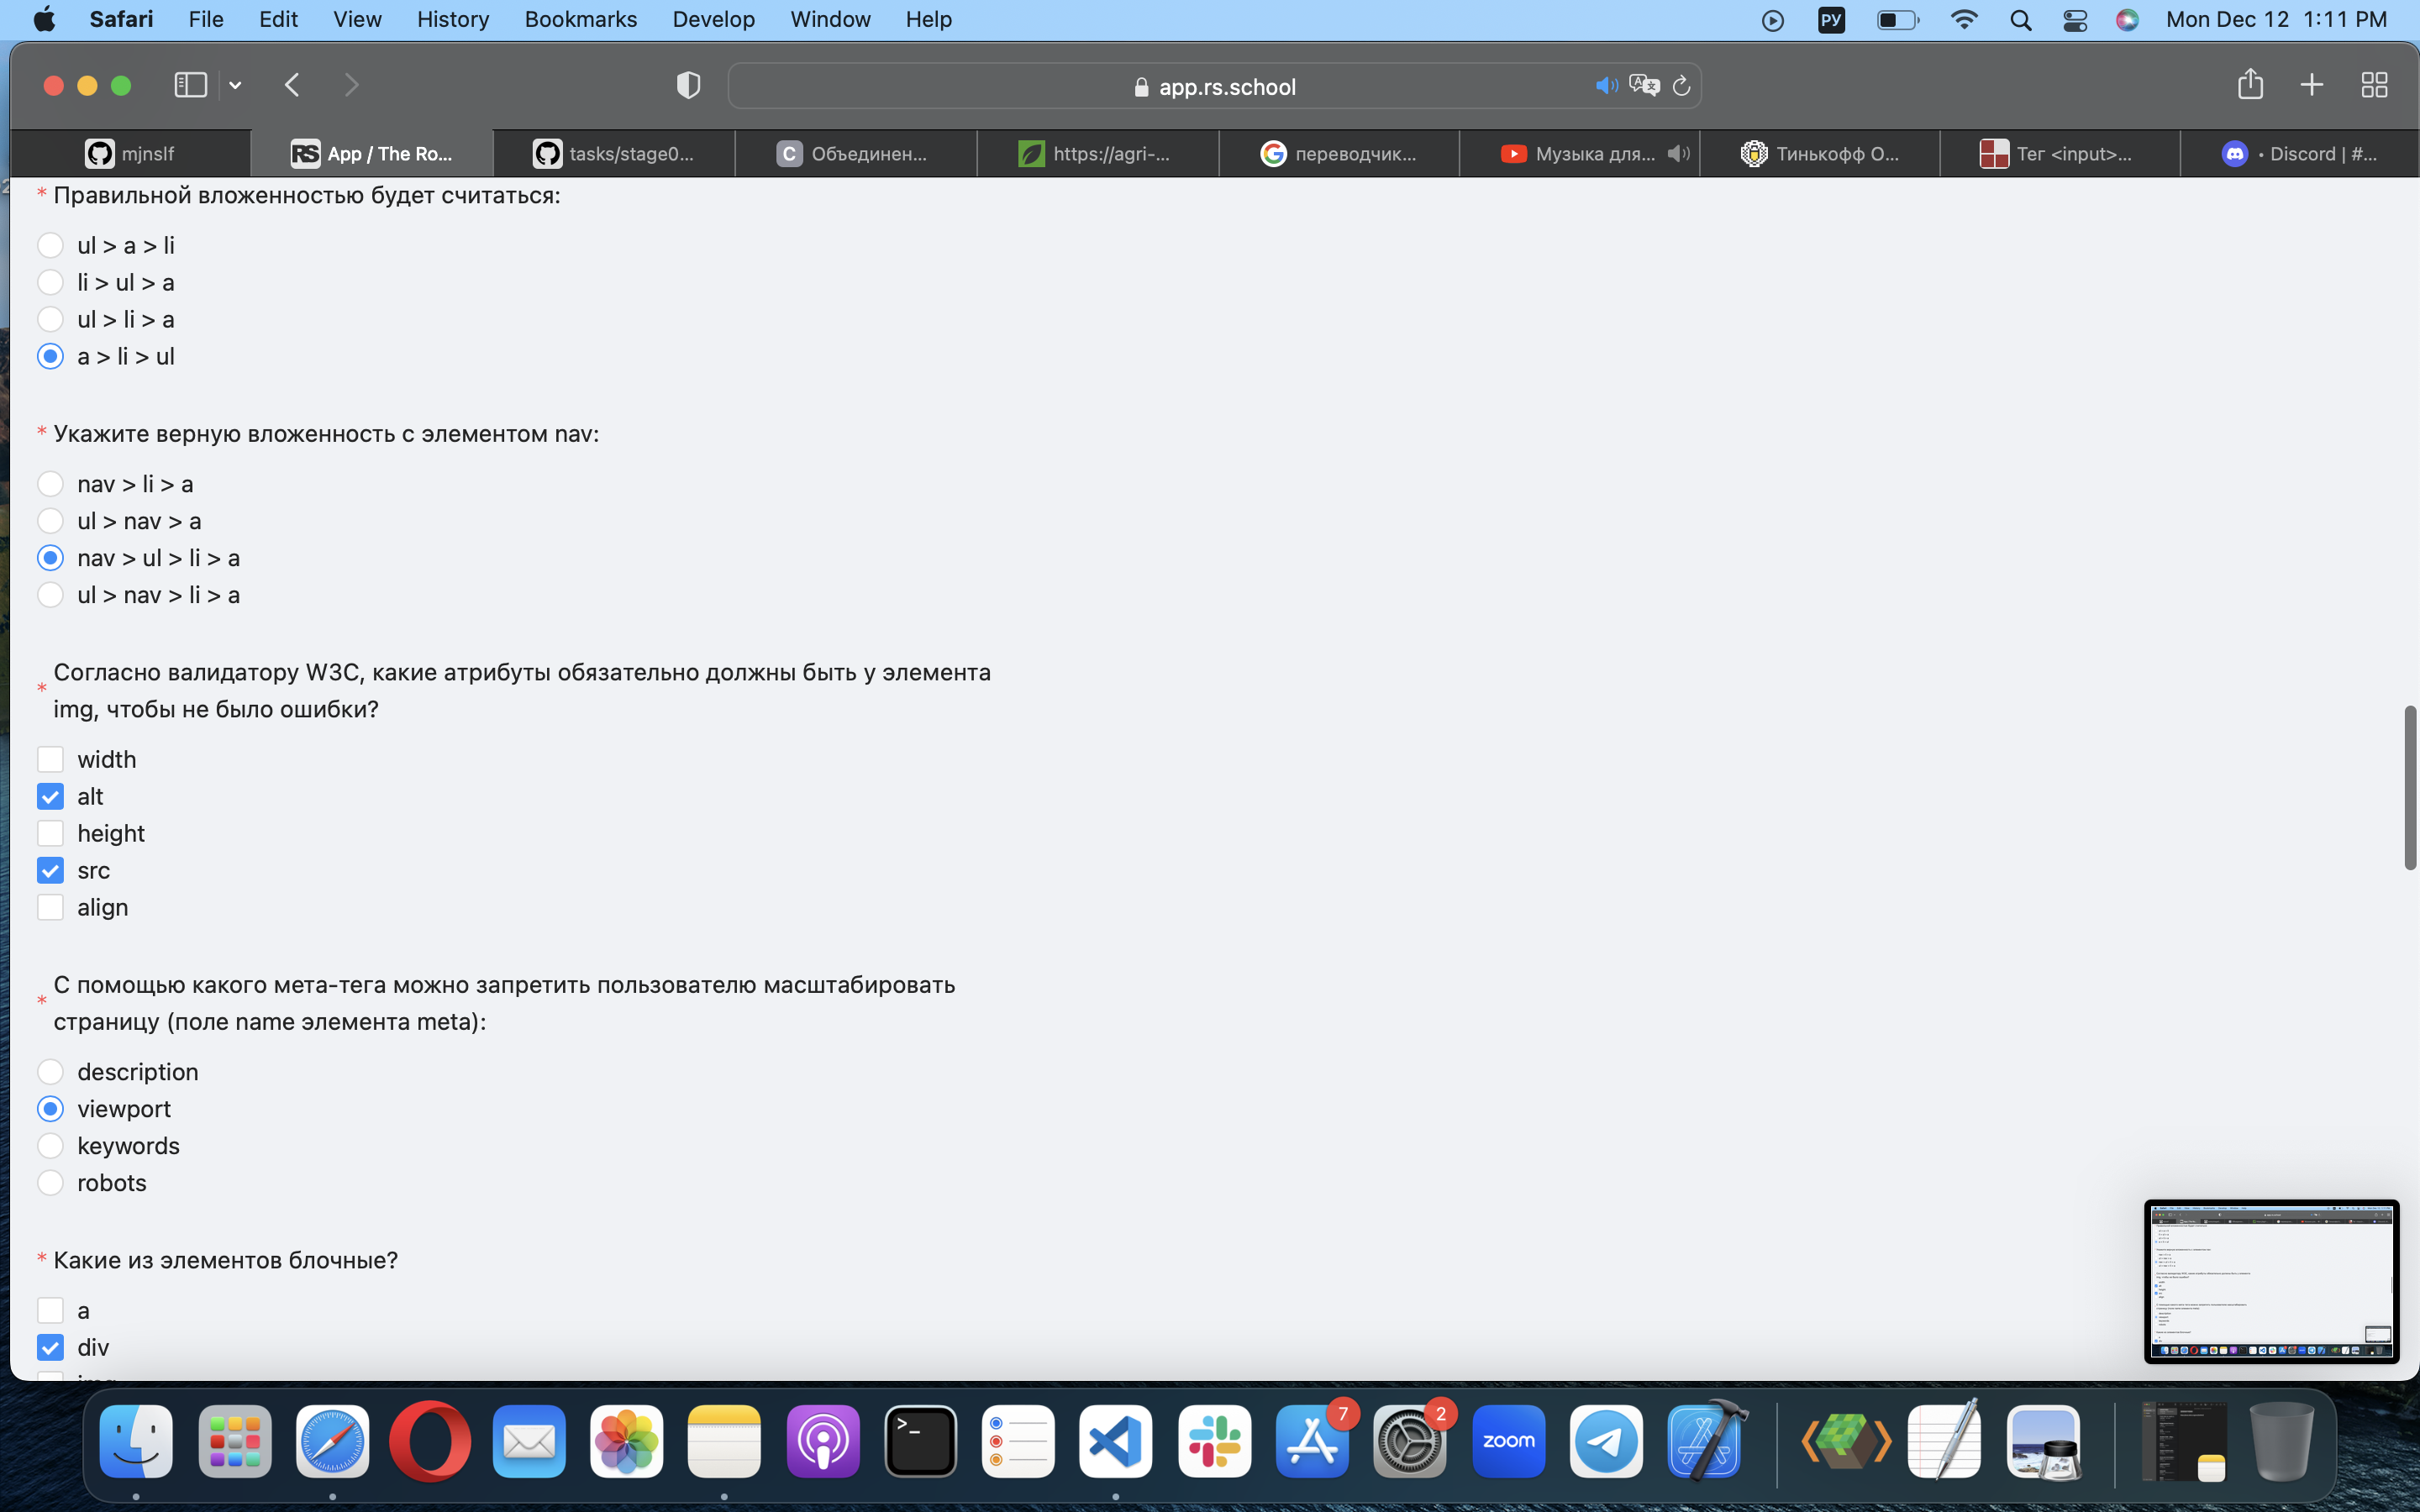 Safari File Edit View History Bookmarks Develop Window Help РУ Mon Dec 12 1:11 PM
app.rs.school
mjnslf
RS App / The Ro...
tasks/stage0...
C Объединен...
https://agri-...
переводчик...
Музыка для...
Тинькофф О...
Тег <input>...
• Discord | #...
* Правильной вложенностью будет считаться:
ul > a > li
li > ul > a
ul > li > a
a > li > ul
* Укажите верную вложенность с элементом nav:
nav > li > a
ul > nav > a
nav > ul > li > a
ul > nav > li > a
* Согласно валидатору W3C, какие атрибуты обязательно должны быть у элемента
img, чтобы не было ошибки?
width
alt
height
src
align
* С помощью какого мета-тега можно запретить пользователю масштабировать
страницу (поле name элемента meta):
description
viewport
keywords
robots
* Какие из элементов блочные?
a
div
7
2
zoom